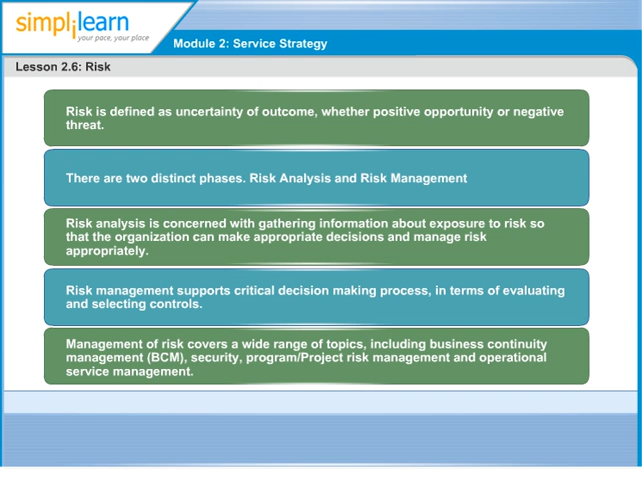 simplilearn
your pace, your place
Module 2: Service Strategy
Lesson 2.6: Risk
Risk is defined as uncertainty of outcome, whether positive opportunity or negative
threat.
There are two distinct phases. Risk Analysis and Risk Management
Risk analysis is concerned with gathering information about exposure to risk so
that the organization can make appropriate decisions and manage risk
appropriately.
Risk management supports critical decision making process, in terms of evaluating
and selecting controls.
Management of risk covers a wide range of topics, including business continuity
management (BCM), security, program/Project risk management and operational
service management.